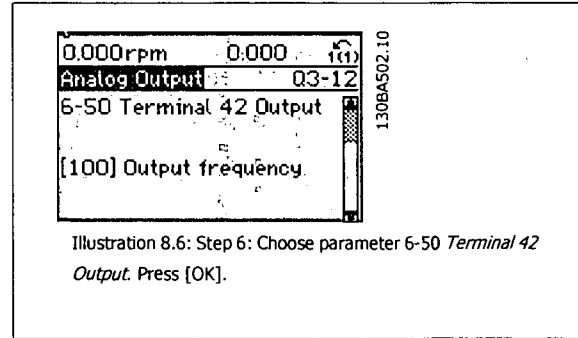 0.000rpm 0.000 1(1)
Analog Output Q3-12
6-50 Terminal 42 Output
[100] Output frequency
130BA502.10
Illustration 8.6: Step 6: Choose parameter 6-50 Terminal 42
Output. Press [OK].